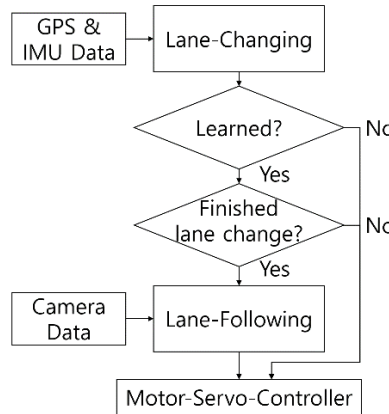 GPS &
IMU Data
Lane-Changing
Learned?
No
Yes
Finished
lane change?
No
Yes
Camera
Data
Lane-Following
Motor-Servo-Controller